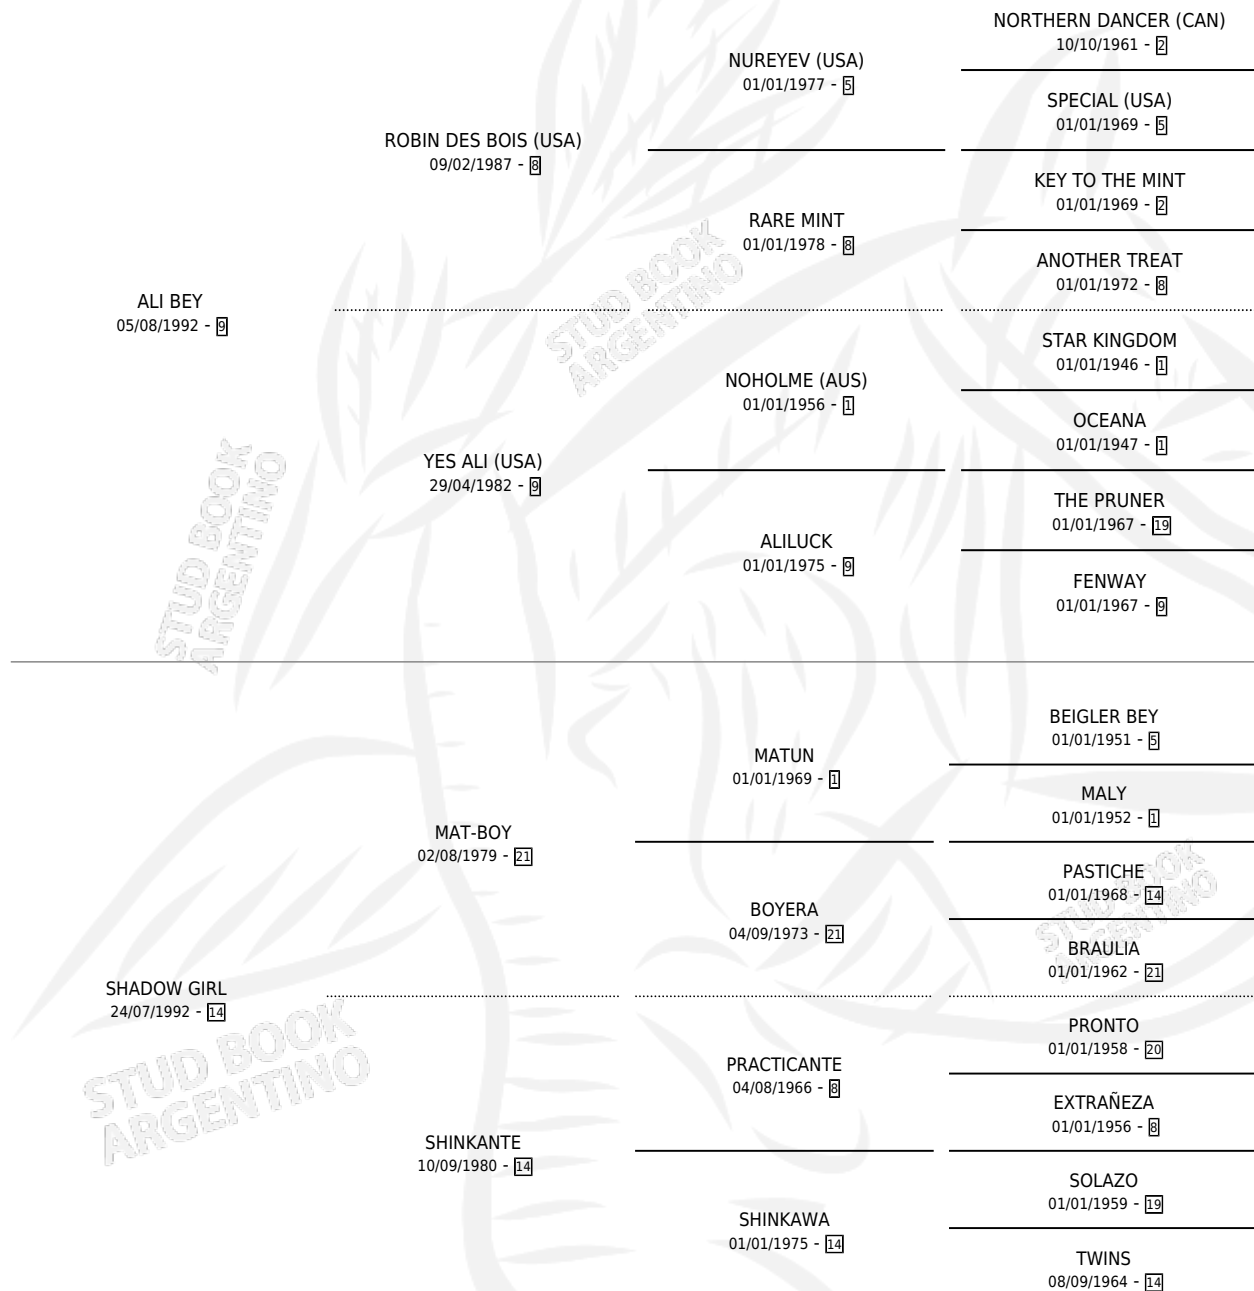 NORTHERN DANCER (CAN)
10/10/1961 - 2
NUREYEV (USA)
01/01/1977 - 5
SPECIAL (USA)
01/01/1969 - 5
ROBIN DES BOIS (USA)
09/02/1987 - 8
KEY TO THE MINT
01/01/1969 - 2
RARE MINT
01/01/1978 - 8
ANOTHER TREAT
01/01/1972 - 8
ALI BEY
05/08/1992 - 9
STAR KINGDOM
01/01/1946 - 1
NOHOLME (AUS)
01/01/1956 - 1
OCEANA
01/01/1947 - 1
YES ALI (USA)
29/04/1982 - 9
THE PRUNER
01/01/1967 - 19
ALILUCK
01/01/1975 - 9
FENWAY
01/01/1967 - 9
BEIGLER BEY
01/01/1951 - 5
MATUN
01/01/1969 - 1
MALY
01/01/1952 - 1
MAT-BOY
02/08/1979 - 21
PASTICHE
01/01/1968 - 14
BOYERA
04/09/1973 - 21
BRAULIA
01/01/1962 - 21
SHADOW GIRL
24/07/1992 - 14
PRONTO
01/01/1958 - 20
PRACTICANTE
04/08/1966 - 8
EXTRAÑEZA
01/01/1956 - 8
SHINKANTE
10/09/1980 - 14
SOLAZO
01/01/1959 - 19
SHINKAWA
01/01/1975 - 14
TWINS
08/09/1964 - 14
STUD BOOK
ARGENTINO
STUD BOOK
ARGENTINO
STUD BOOK
ARGENTINO
STUD BOOK
ARGENTINO